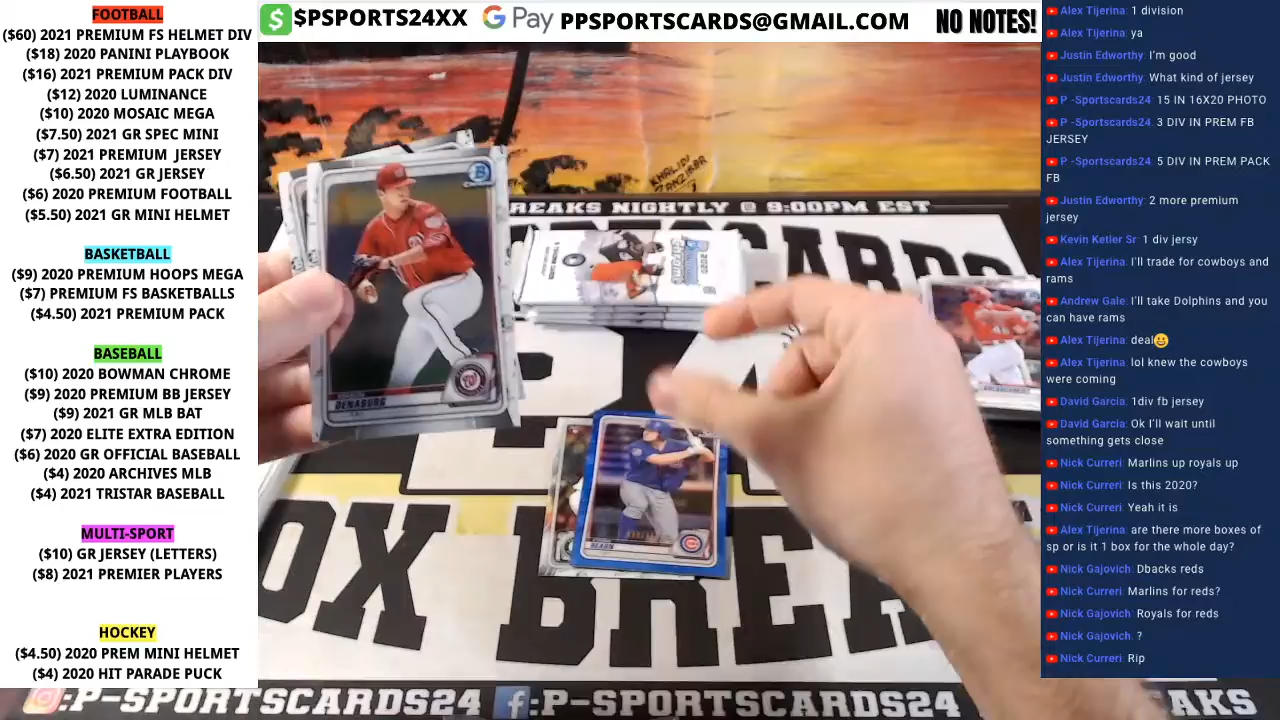 FOOTBALL
($60) 2021 PREMIUM FS HELMET DIV
($18) 2020 PANINI PLAYBOOK
($16) 2021 PREMIUM PACK DIV
($12) 2020 LUMINANCE
($10) 2020 MOSAIC MEGA
($7.50) 2021 GR SPEC MINI
($7) 2021 PREMIUM JERSEY
($6.50) 2021 GR JERSEY
($6) 2020 PREMIUM FOOTBALL
($5.50) 2021 GR MINI HELMET
BASKETBALL
($9) 2020 PREMIUM HOOPS MEGA
($7) PREMIUM FS BASKETBALLS
($4.50) 2021 PREMIUM PACK
BASEBALL
($10) 2020 BOWMAN CHROME
($9) 2020 PREMIUM BB JERSEY
($9) 2021 GR MLB BAT
($7) 2020 ELITE EXTRA EDITION
($6) 2020 GR OFFICIAL BASEBALL
($4) 2020 ARCHIVES MLB
($4) 2021 TRISTAR BASEBALL
MULTI-SPORT
($10) GR JERSEY (LETTERS)
($8) 2021 PREMIER PLAYERS
HOCKEY
($4.50) 2020 PREM MINI HELMET
($4) 2020 HIT PARADE PUCK
$PSPORTS24XX G Pay PPSPORTSCARDS@GMAIL.COM NO NOTES!
KHALIDI
ZANZIBAR
BREAKS NIGHTLY @ 9:00PM EST
DENABURG
2020
BOWMAN
CHROME
OX BREA
:P-SPORTSCARDS24 f:P-SPORTSCARDS24
AKS
Alex Tijerina: 1 division
Alex Tijerina: ya
Justin Edworthy: I'm good
Justin Edworthy: What kind of jersey
P -Sportscards24: 15 IN 16X20 PHOTO
P -Sportscards24: 3 DIV IN PREM FB
JERSEY
P -Sportscards24: 5 DIV IN PREM PACK
FB
Justin Edworthy: 2 more premium
jersey
Kevin Ketler Sr: 1 div jersy
Alex Tijerina: I'll trade for cowboys and
rams
Andrew Gale: I'll take Dolphins and you
can have rams
Alex Tijerina: deal😀
Alex Tijerina: lol knew the cowboys
were coming
David Garcia: 1div fb jersey
David Garcia: Ok I'll wait until
something gets close
Nick Curreri: Marlins up royals up
Nick Curreri: Is this 2020?
Nick Curreri: Yeah it is
Alex Tijerina: are there more boxes of
sp or is it 1 box for the whole day?
Nick Gajovich: Dbacks reds
Nick Curreri: Marlins for reds?
Nick Gajovich: Royals for reds
Nick Gajovich: ?
Nick Curreri: Rip